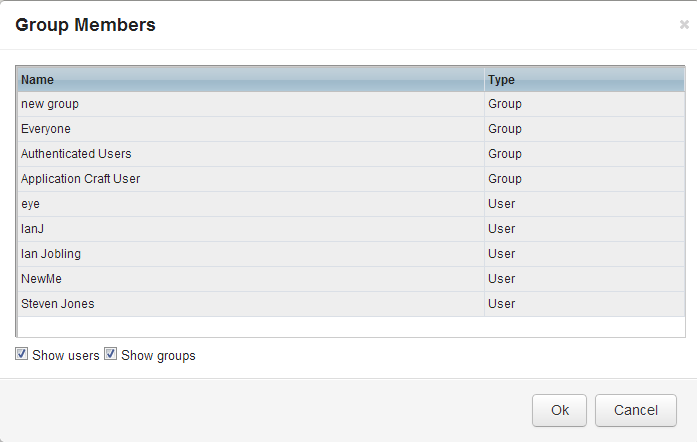 Group Members
Name Type
new group Group
Everyone Group
Authenticated Users Group
Application Craft User Group
eye User
IanJ User
Ian Jobling User
NewMe User
Steven Jones User
Show users Show groups
Ok Cancel